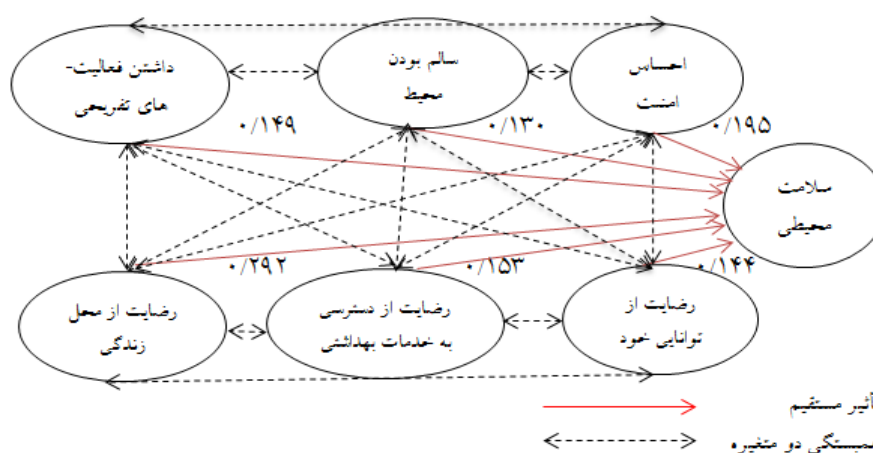 داشتن فعالیت-
های تفریحی
سالم بودن
محیط
احساس
امنت
۰/۱۴۹
۰/۱۳۰
۰/۱۹۵
سلامت
محیطی
۰/۲۹۲
۰/۱۵۳
۰/۱۴۴
رضایت از محل
زندگی
رضایت از دسترسی
به خدمات بهداشتی
رضایت از
توانایی خود
تأثیر مستقیم
همبستگی دو متغیره